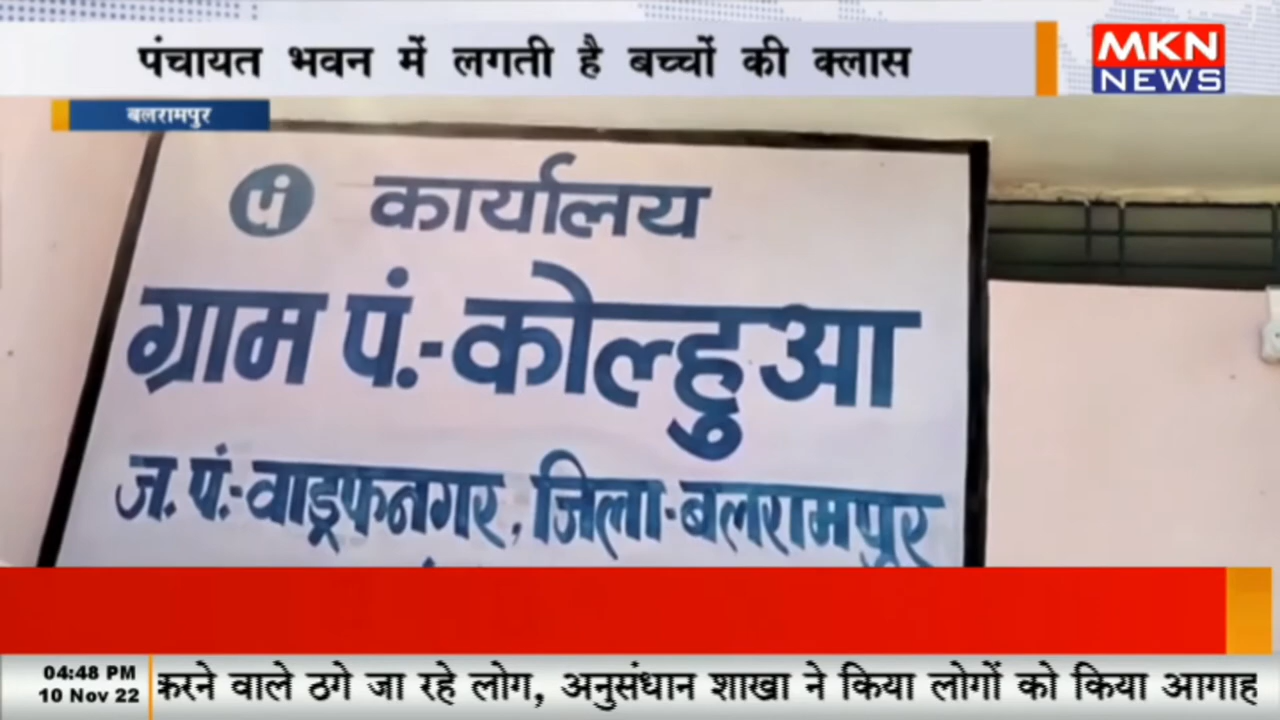 पंचायत भवन में लगती है बच्चों की क्लास
MKN
NEWS
बलरामपुर
पं कार्यालय
ग्राम पं.-कोल्हुआ
ज. पं.-वाड्रफनगर, जिला-बलरामपुर
04:48 PM
10 Nov 22
करने वाले ठगे जा रहे लोग, अनुसंधान शाखा ने किया लोगों को किया आगाह